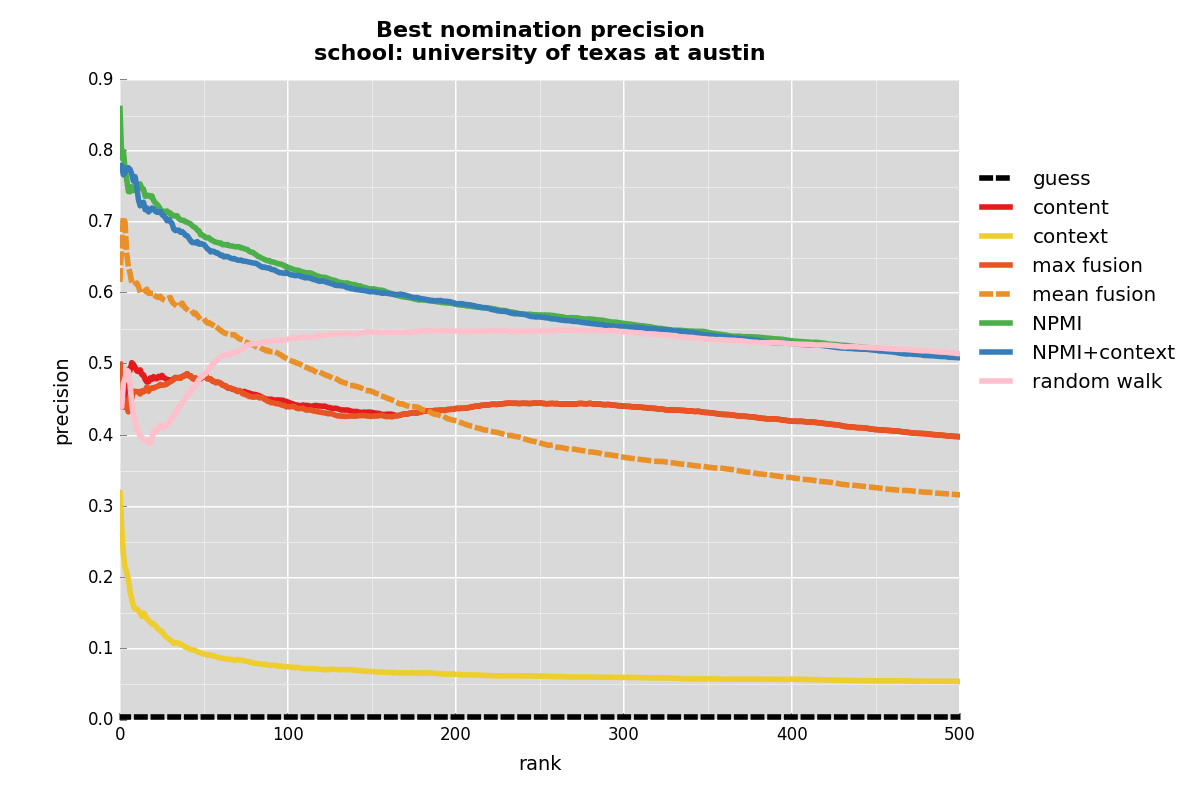 Best nomination precision
school: university of texas at austin
precision
0.9
0.8
0.7
0.6
0.5
0.4
0.3
0.2
0.1
0.0
0 100 200 300 400 500
rank
guess
content
context
max fusion
mean fusion
NPMI
NPMI+context
random walk